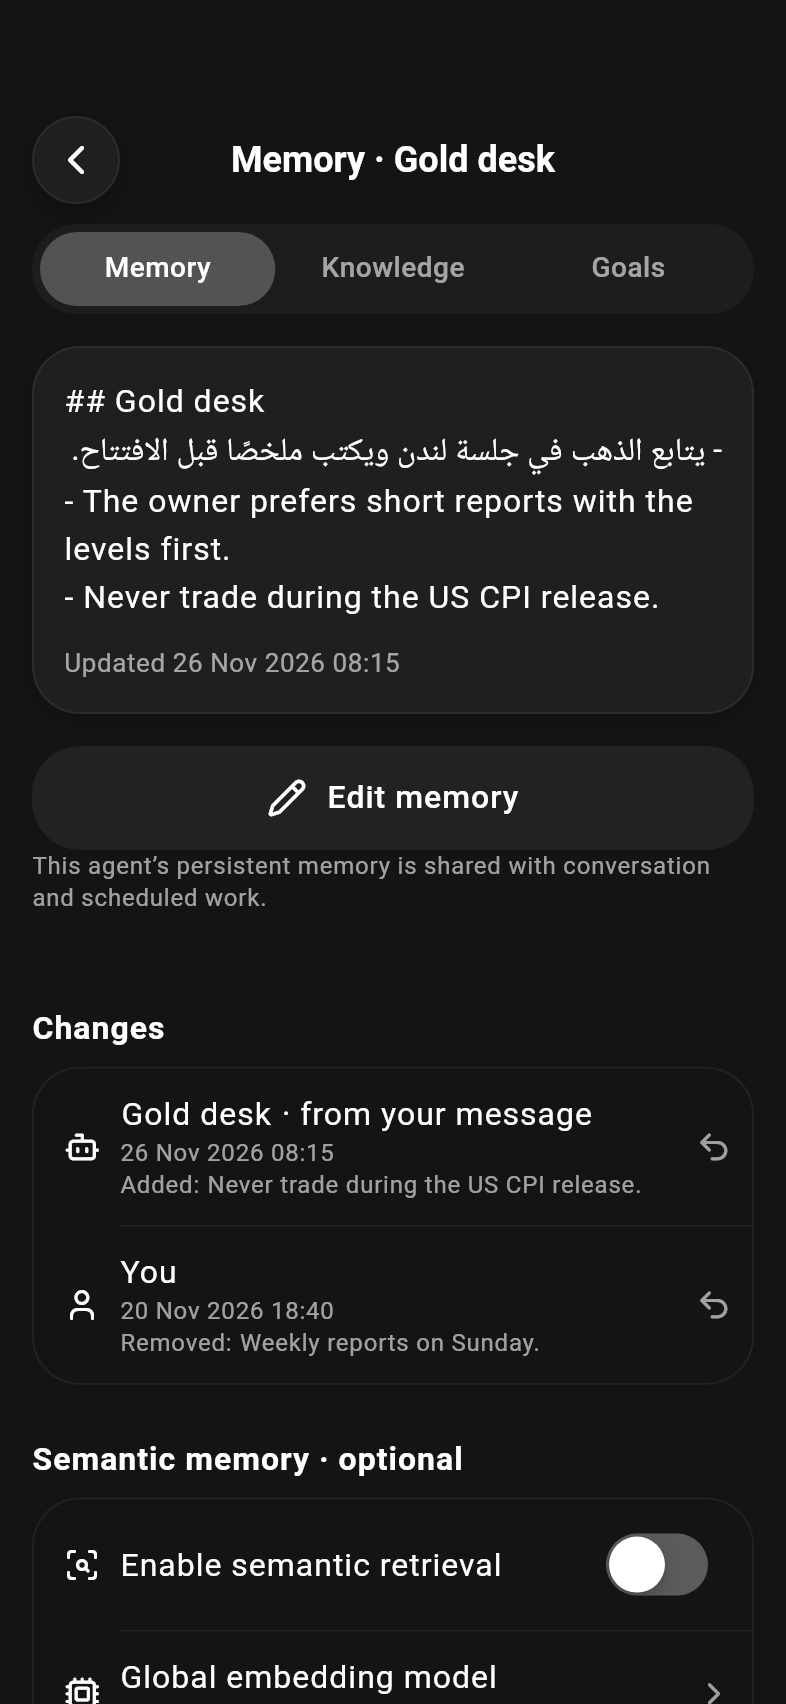 Memory · Gold desk
Memory
Knowledge
Goals
## Gold desk
- يتابع الذهب في جلسة لندن ويكتب ملخصًا قبل الافتتاح.
- The owner prefers short reports with the
levels first.
- Never trade during the US CPI release.
Updated 26 Nov 2026 08:15
Edit memory
This agent’s persistent memory is shared with conversation
and scheduled work.
Changes
Gold desk · from your message
26 Nov 2026 08:15
Added: Never trade during the US CPI release.
You
20 Nov 2026 18:40
Removed: Weekly reports on Sunday.
Semantic memory · optional
Enable semantic retrieval
Global embedding model